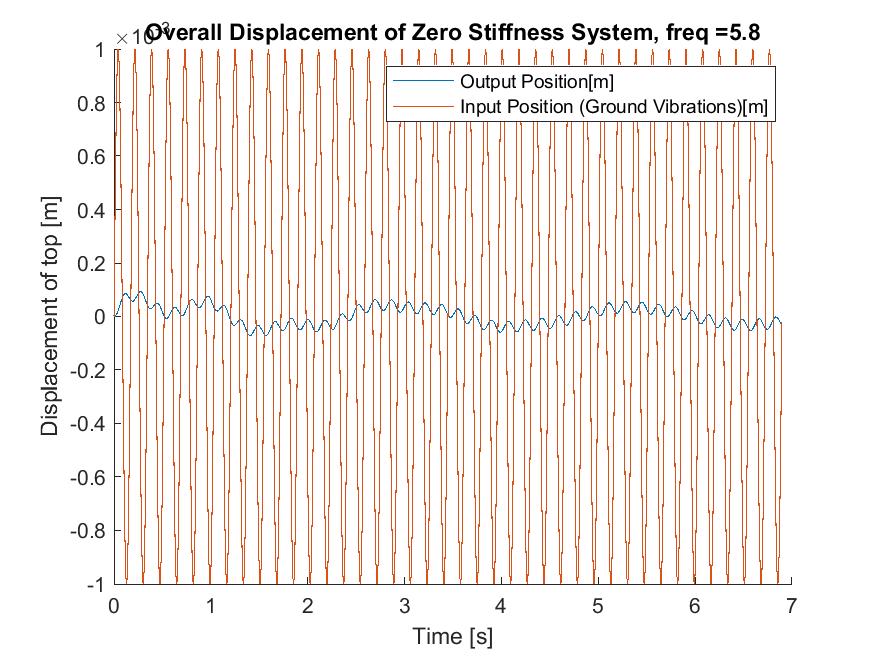 ×10-3
Overall Displacement of Zero Stiffness System, freq =5.8
Output Position[m]
Input Position (Ground Vibrations)[m]
1
0.8
0.6
0.4
0.2
0
-0.2
-0.4
-0.6
-0.8
-1
Displacement of top [m]
0 1 2 3 4 5 6 7
Time [s]